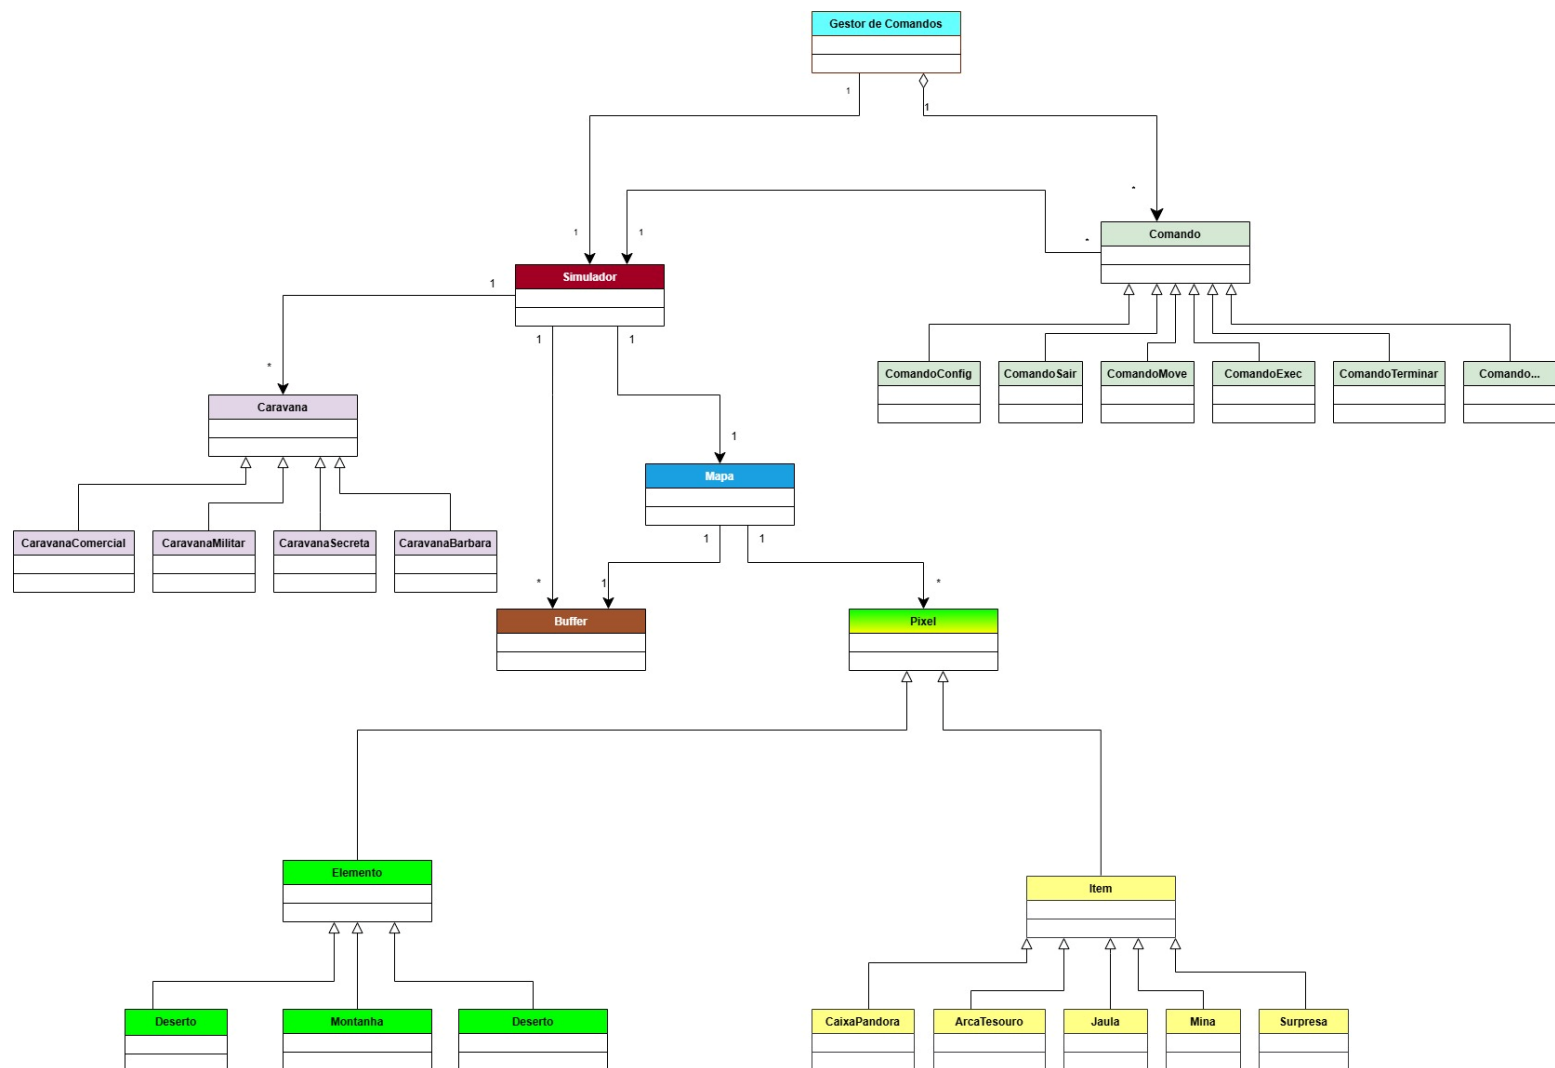 Gestor de Comandos
1
1
*
1
1
*
Comando
Simulador
1
1
1
ComandoConfig
ComandoSair
ComandoMove
ComandoExec
ComandoTerminar
Comando...
*
Caravana
1
Mapa
CaravanaComercial
CaravanaMilitar
CaravanaSecreta
CaravanaBarbara
1
1
*
1
*
Buffer
Pixel
Elemento
Item
Deserto
Montanha
Deserto
CaixaPandora
ArcaTesouro
Jaula
Mina
Surpresa